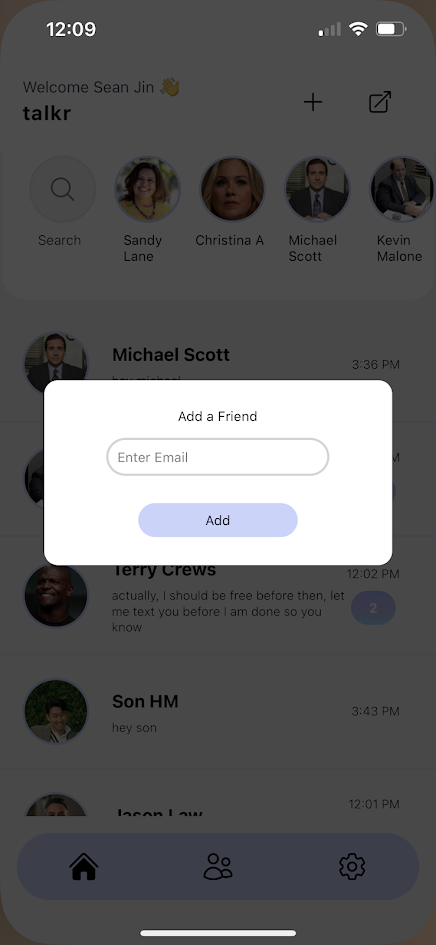 12:09
Welcome Sean Jin 👋
talkr
Search
Sandy
Lane
Christina A
Michael
Scott
Kevin
Malone
Michael Scott
3:36 PM
Add a Friend
Enter Email
Add
Terry Crews
12:02 PM
actually, I should be free before then, let
me text you before I am done so you
know
2
Son HM
3:43 PM
hey son
Jason Law
12:01 PM